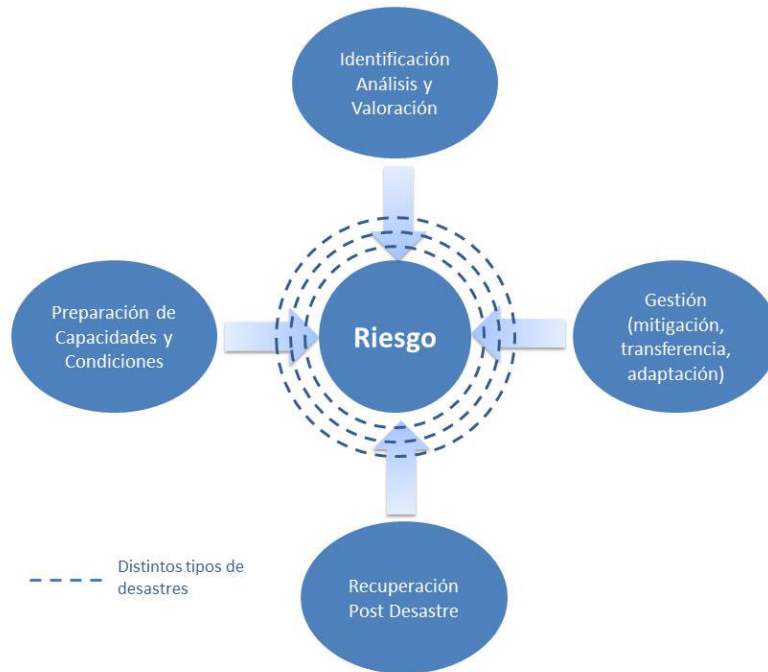 Identificación
Análisis y
Valoración
Preparación de
Capacidades y
Condiciones
Riesgo
Gestión
(mitigación,
transferencia,
adaptación)
Recuperación
Post Desastre
Distintos tipos de
desastres